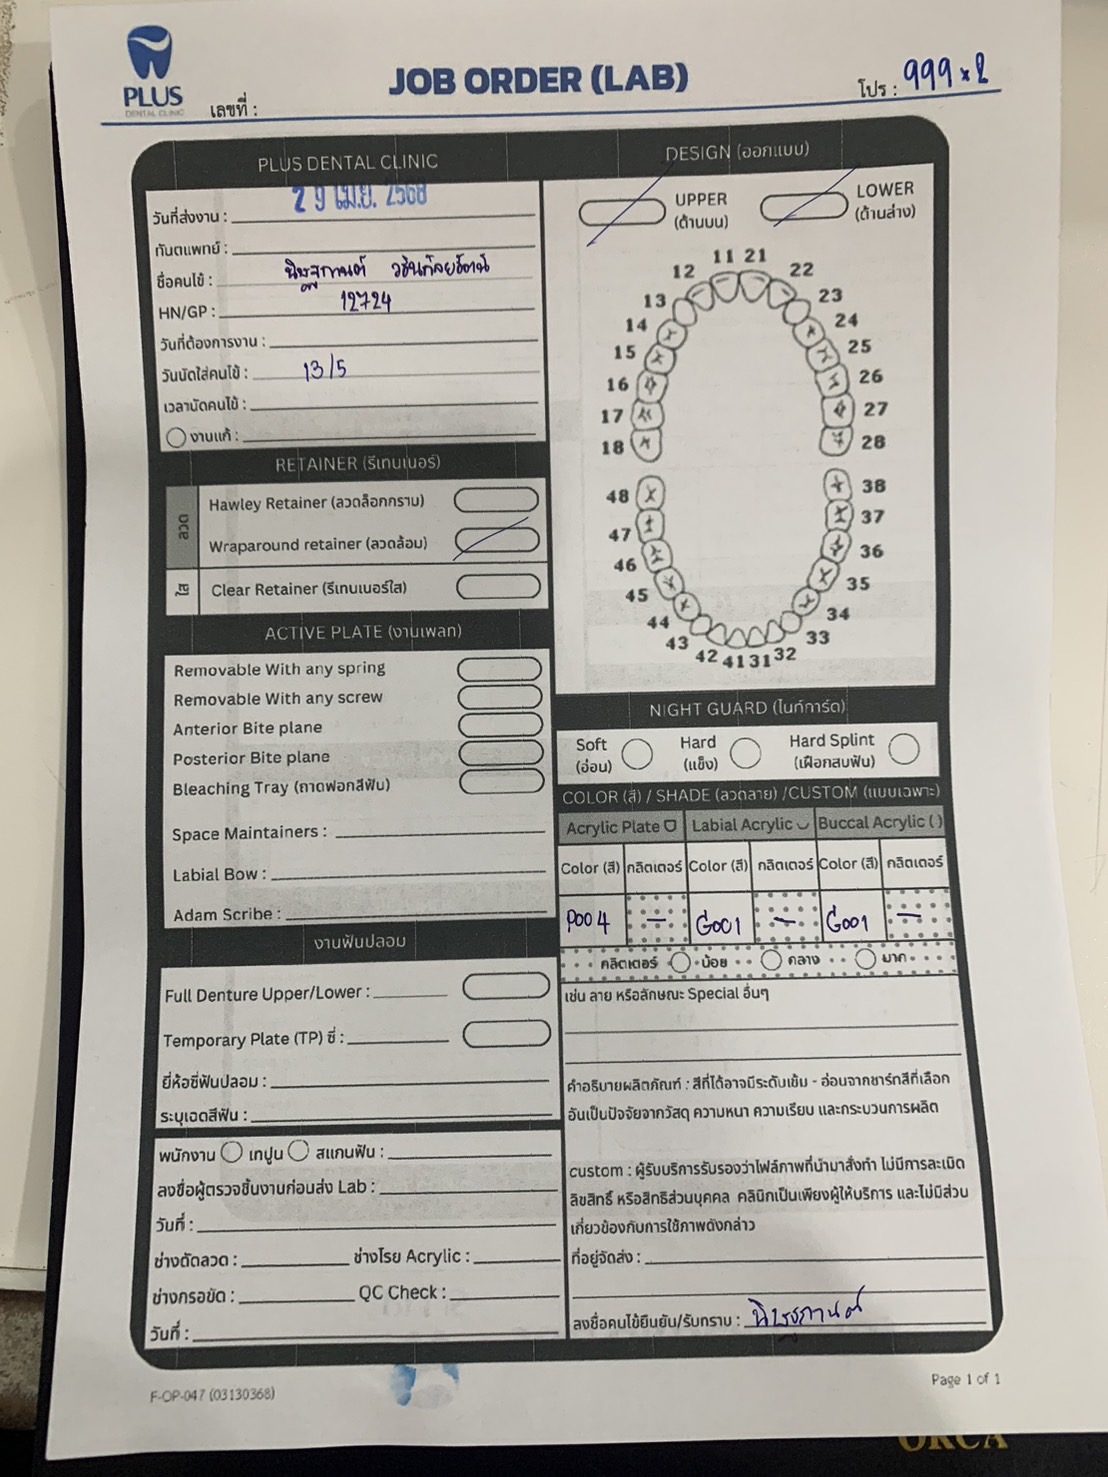 PLUS
DENTAL CLINIC
เลขที่ :
JOB ORDER (LAB)
โปร : 999 x 2
PLUS DENTAL CLINIC
วันที่ส่งงาน : 29 เม.ย. 2568
ทันตแพทย์ :
ชื่อคนไข้ :
HN/GP : 12724
วันที่ต้องการงาน :
วันนัดใส่คนไข้ : 13/5
เวลานัดคนไข้ :
งานแก้ :
RETAINER (รีเทนเนอร์)
ลวด
Hawley Retainer (ลวดล็อกกราม)
Wraparound retainer (ลวดล้อม)
ใส
Clear Retainer (รีเทนเนอร์ใส)
ACTIVE PLATE (งานเพลท)
Removable With any spring
Removable With any screw
Anterior Bite plane
Posterior Bite plane
Bleaching Tray (ถาดฟอกสีฟัน)
Space Maintainers :
Labial Bow :
Adam Scribe :
งานฟันปลอม
Full Denture Upper/Lower :
Temporary Plate (TP) ซี่ :
ยี่ห้อซี่ฟันปลอม :
ระบุเฉดสีฟัน :
พนักงาน เทปูน สแกนฟัน :
ลงชื่อผู้ตรวจชิ้นงานก่อนส่ง Lab :
วันที่ :
ช่างดัดลวด : ช่างโรย Acrylic :
ช่างกรอขัด : QC Check :
วันที่ :
DESIGN (ออกแบบ)
UPPER
(ด้านบน)
LOWER
(ด้านล่าง)
11 21
12 22
13 23
14 24
15 25
16 26
17 27
18 28
48 38
47 37
46 36
45 35
44 34
43 33
42 41 31 32
NIGHT GUARD (ไนท์การ์ด)
Soft
(อ่อน)
Hard
(แข็ง)
Hard Splint
(เฝือกสบฟัน)
COLOR (สี) / SHADE (ลวดลาย) /CUSTOM (แบบเฉพาะ)
Acrylic Plate Labial Acrylic Buccal Acrylic ( )
Color (สี) กลิตเตอร์ Color (สี) กลิตเตอร์ Color (สี) กลิตเตอร์
P004 — G001 — G001 —
กลิตเตอร์ น้อย กลาง มาก
เช่น ลาย หรือลักษณะ Special อื่นๆ
คำอธิบายผลิตภัณฑ์ : สีที่ได้อาจมีระดับเข้ม - อ่อนจากชาร์ทสีที่เลือก
อันเป็นปัจจัยจากวัสดุ ความหนา ความเรียบ และกระบวนการผลิต
custom : ผู้รับบริการรับรองว่าไฟล์ภาพที่นำมาสั่งทำ ไม่มีการละเมิด
ลิขสิทธิ์ หรือสิทธิส่วนบุคคล คลินิกเป็นเพียงผู้ให้บริการ และไม่มีส่วน
เกี่ยวข้องกับการใช้ภาพดังกล่าว
ที่อยู่จัดส่ง :
ลงชื่อคนไข้ยืนยัน/รับทราบ :
F-OP-047 (03130368)
Page 1 of 1
ORCA